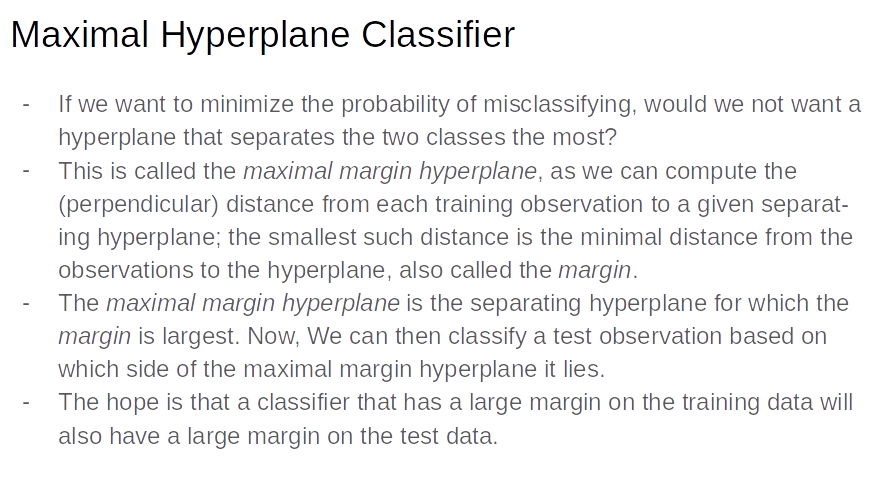 Maximal Hyperplane Classifier
- If we want to minimize the probability of misclassifying, would we not want a
hyperplane that separates the two classes the most?
- This is called the maximal margin hyperplane, as we can compute the
(perpendicular) distance from each training observation to a given separat-
ing hyperplane; the smallest such distance is the minimal distance from the
observations to the hyperplane, also called the margin.
- The maximal margin hyperplane is the separating hyperplane for which the
margin is largest. Now, We can then classify a test observation based on
which side of the maximal margin hyperplane it lies.
- The hope is that a classifier that has a large margin on the training data will
also have a large margin on the test data.